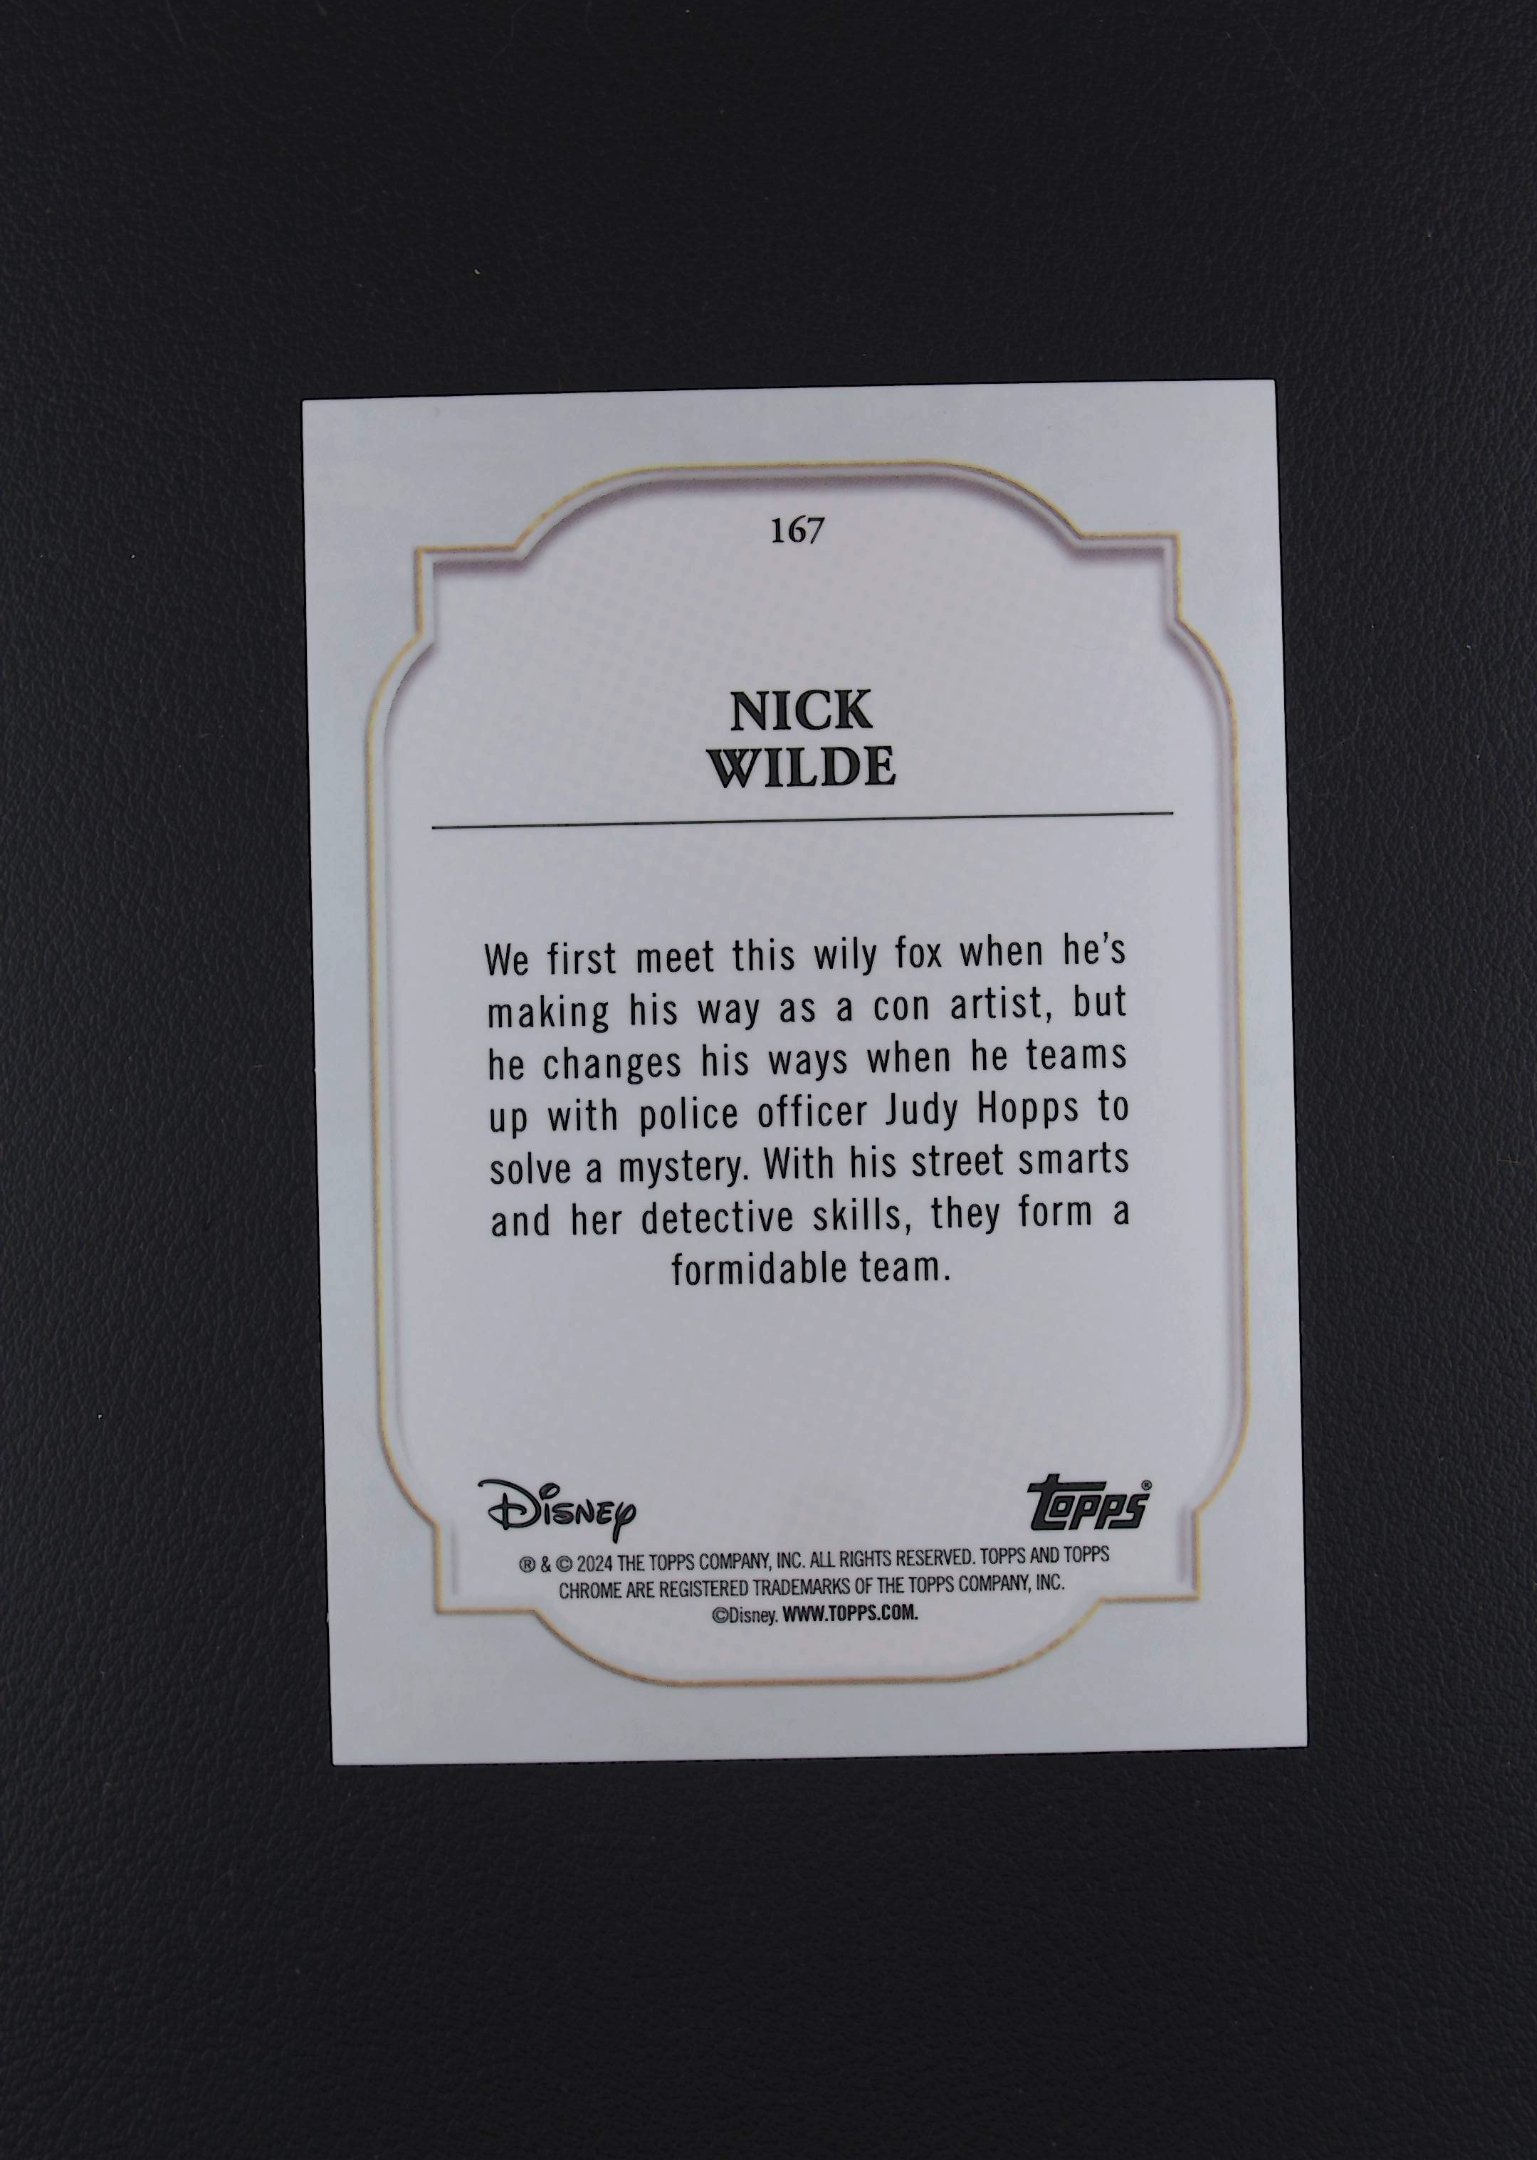 167
NICK
WILDE
We first meet this wily fox when he’s
making his way as a con artist, but
he changes his ways when he teams
up with police officer Judy Hopps to
solve a mystery. With his street smarts
and her detective skills, they form a
formidable team.
Disney
Topps®
® & © 2024 THE TOPPS COMPANY, INC. ALL RIGHTS RESERVED. TOPPS AND TOPPS
CHROME ARE REGISTERED TRADEMARKS OF THE TOPPS COMPANY, INC.
©Disney. WWW.TOPPS.COM.